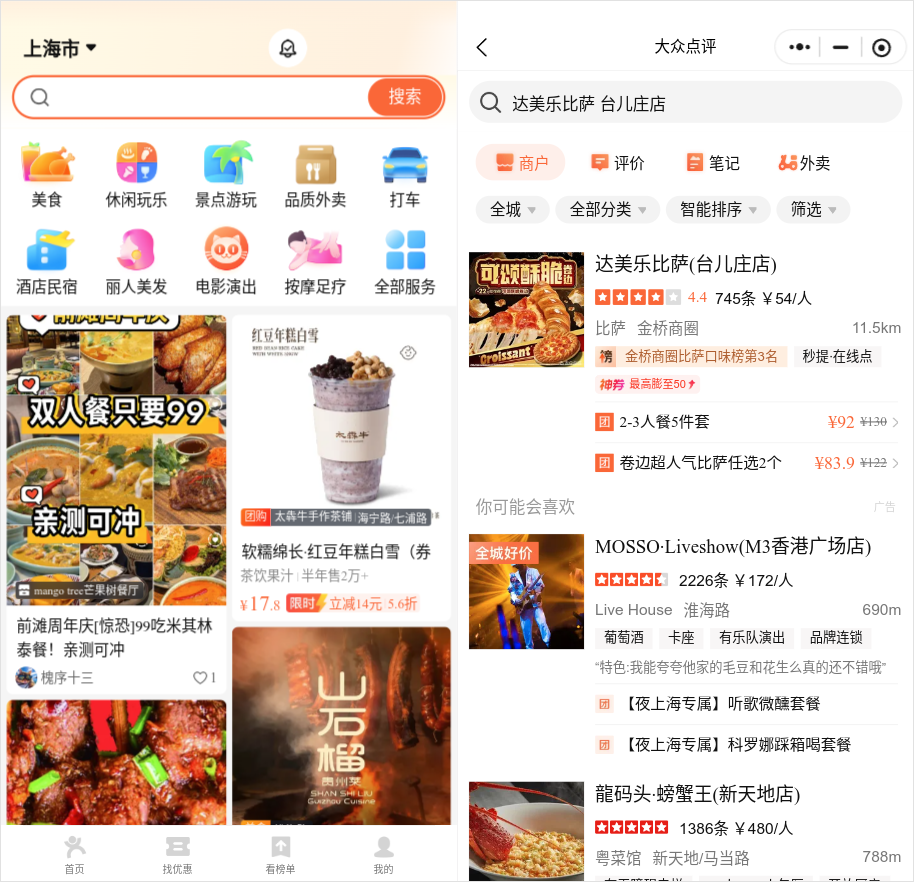 上海市
搜索
美食
休闲玩乐
景点游玩
品质外卖
打车
酒店民宿
丽人美发
电影演出
按摩足疗
全部服务
双人餐只要99
亲测可冲
mango tree芒果树餐厅
前滩周年庆[惊恐]99吃米其林
泰餐！亲测可冲
槐序十三
1
红豆年糕白雪
RED BEAN RICE CAKE
WITH WHITE SNOW
太犇牛
团购 太犇牛手作茶铺 海宁路/七浦路
软糯绵长·红豆年糕白雪（券
茶饮果汁 半年售2万+
¥17.8 限时 立减14元 5.6折
山石榴
贵州菜
SHAN SHI LIU
Guizhou Cuisine
首页
找优惠
看榜单
我的
大众点评
达美乐比萨 台儿庄店
商户
评价
笔记
外卖
全城
全部分类
智能排序
筛选
可颂酥脆卷边
Croissant
达美乐比萨(台儿庄店)
4.4 745条 ￥54/人
比萨 金桥商圈 11.5km
榜 金桥商圈比萨口味榜第3名 秒提·在线点
神券 最高膨至50
团 2-3人餐5件套 ¥92 ¥130
团 卷边超人气比萨任选2个 ¥83.9 ¥122
你可能会喜欢 广告
全城好价
MOSSO·Liveshow(M3香港广场店)
2226条 ￥172/人
Live House 淮海路 690m
葡萄酒 卡座 有乐队演出 品牌连锁
“特色:我能夸夸他家的毛豆和花生么真的还不错哦”
团 【夜上海专属】听歌微醺套餐
团 【夜上海专属】科罗娜踩箱喝套餐
龍码头·螃蟹王(新天地店)
1386条 ￥480/人
粤菜馆 新天地/马当路 788m